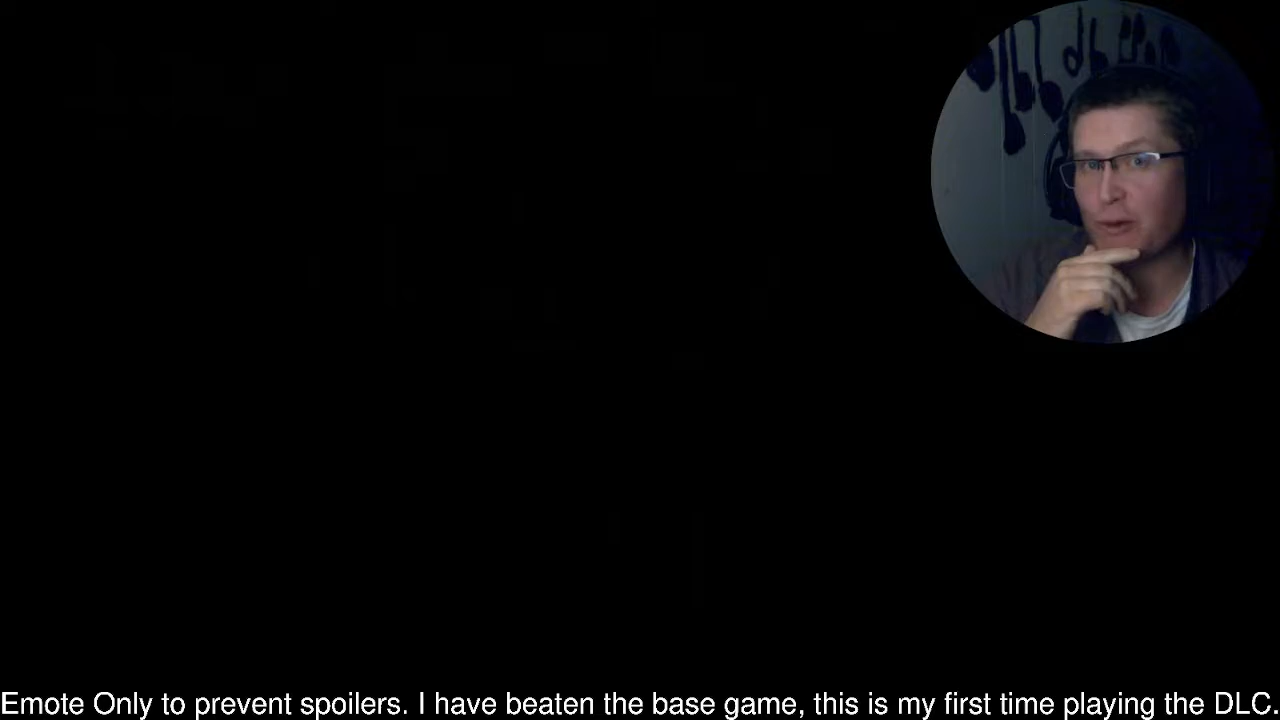 Emote Only to prevent spoilers. I have beaten the base game, this is my first time playing the DLC.